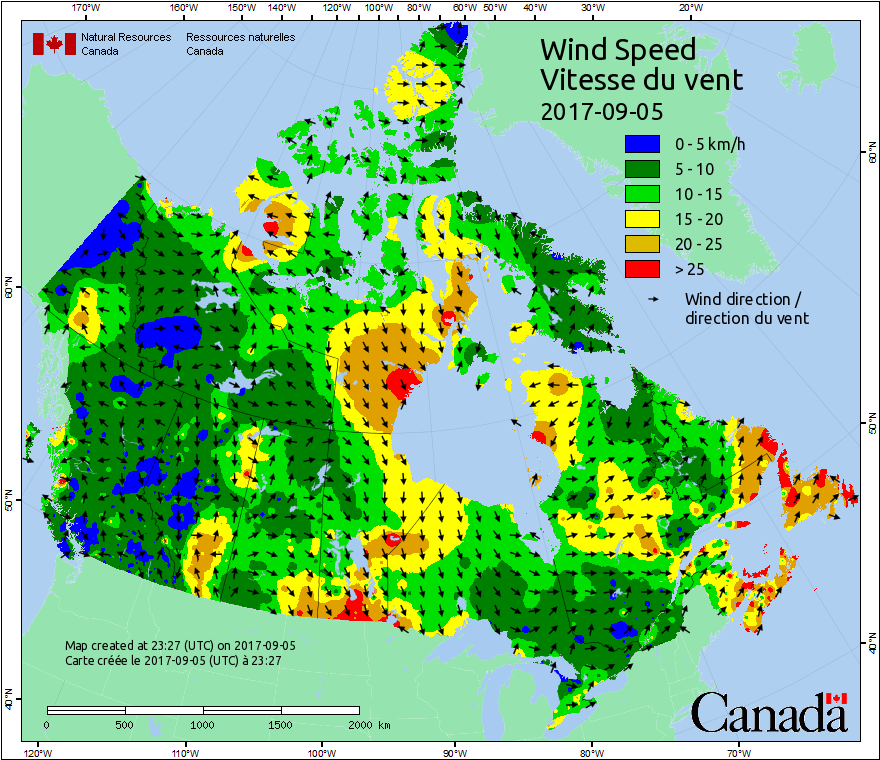 170°W 160°W 150°W 140°W 130°W 120°W 110°W 100°W 80°W 60°W 50°W 40°W 30°W 20°W
Natural Resources Ressources naturelles
Canada Canada
Wind Speed
Vitesse du vent
2017-09-05
0 - 5 km/h
5 - 10
10 - 15
15 - 20
20 - 25
> 25
Wind direction /
direction du vent
60°N
60°N
50°N
50°N
40°N
40°N
Map created at 23:27 (UTC) on 2017-09-05
Carte créée le 2017-09-05 (UTC) à 23:27
0 500 1000 1500 2000 km
Canada
120°W 110°W 100°W 90°W 80°W 70°W